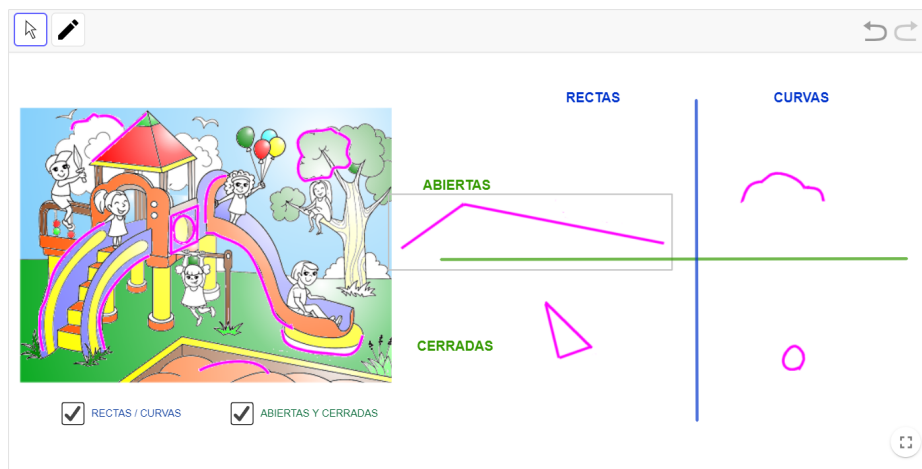 RECTAS
CURVAS
ABIERTAS
CERRADAS
RECTAS / CURVAS
ABIERTAS Y CERRADAS